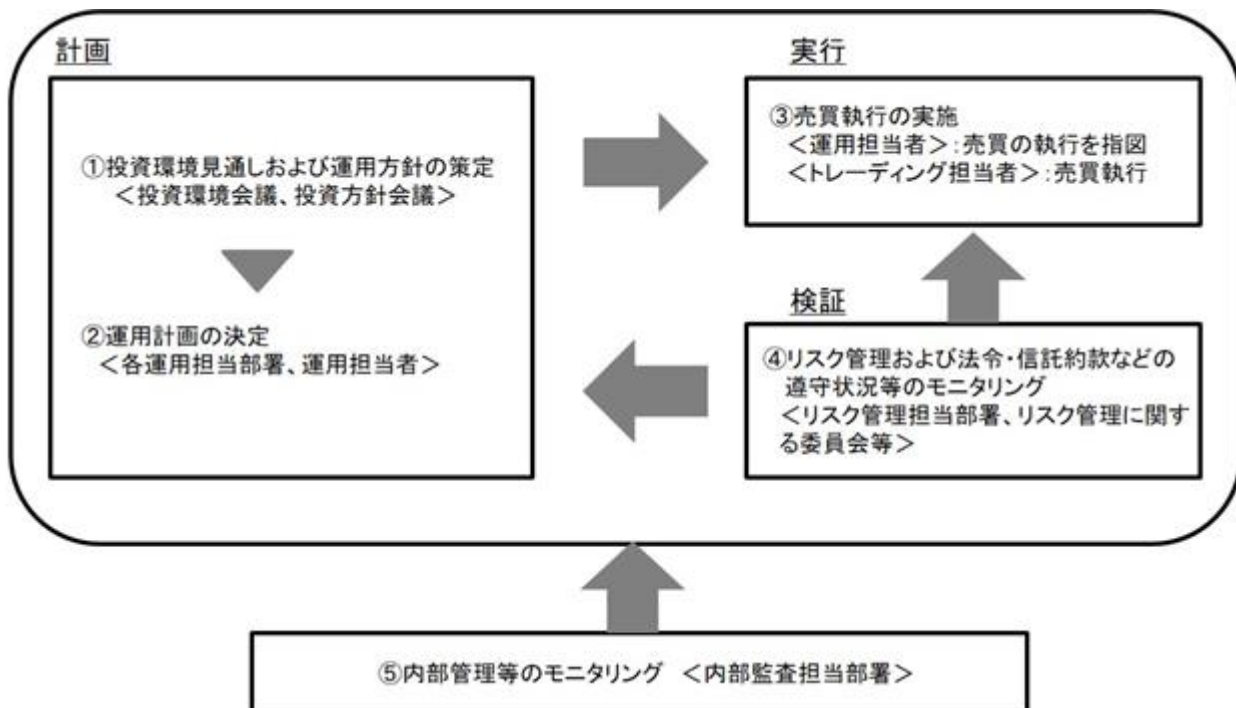 計画
①投資環境見通しおよび運用方針の策定
＜投資環境会議、投資方針会議＞
②運用計画の決定
＜各運用担当部署、運用担当者＞
実行
③売買執行の実施
＜運用担当者＞：売買の執行を指図
＜トレーディング担当者＞：売買執行
検証
④リスク管理および法令・信託約款などの
遵守状況等のモニタリング
＜リスク管理担当部署、リスク管理に関す
る委員会等＞
⑤内部管理等のモニタリング ＜内部監査担当部署＞